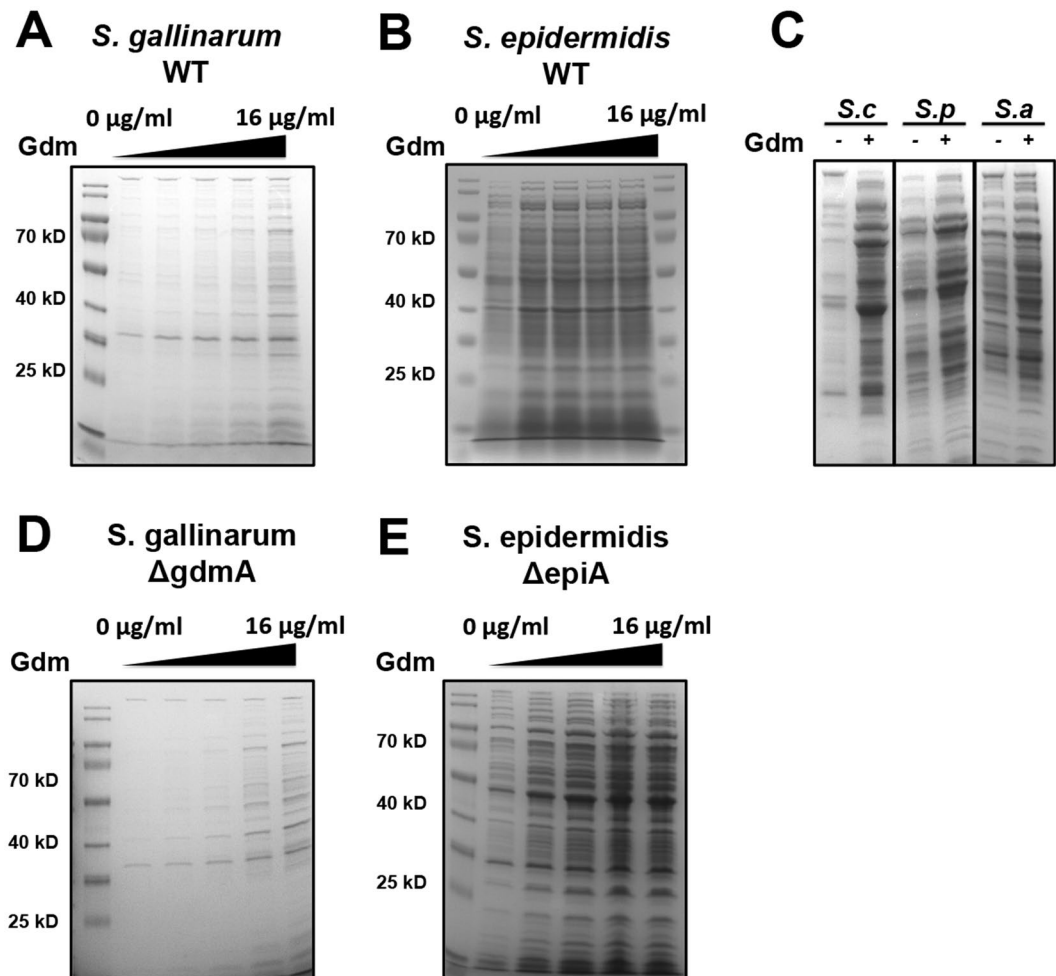 A
S. gallinarum
WT
0 µg/ml 16 µg/ml
Gdm
70 kD
40 kD
25 kD
B
S. epidermidis
WT
0 µg/ml 16 µg/ml
70 kD
40 kD
25 kD
C
S.c S.p S.a
Gdm - + - + - +
D
S. gallinarum
ΔgdmA
0 µg/ml 16 µg/ml
Gdm
70 kD
40 kD
25 kD
E
S. epidermidis
ΔepiA
0 µg/ml 16 µg/ml
Gdm
70 kD
40 kD
25 kD